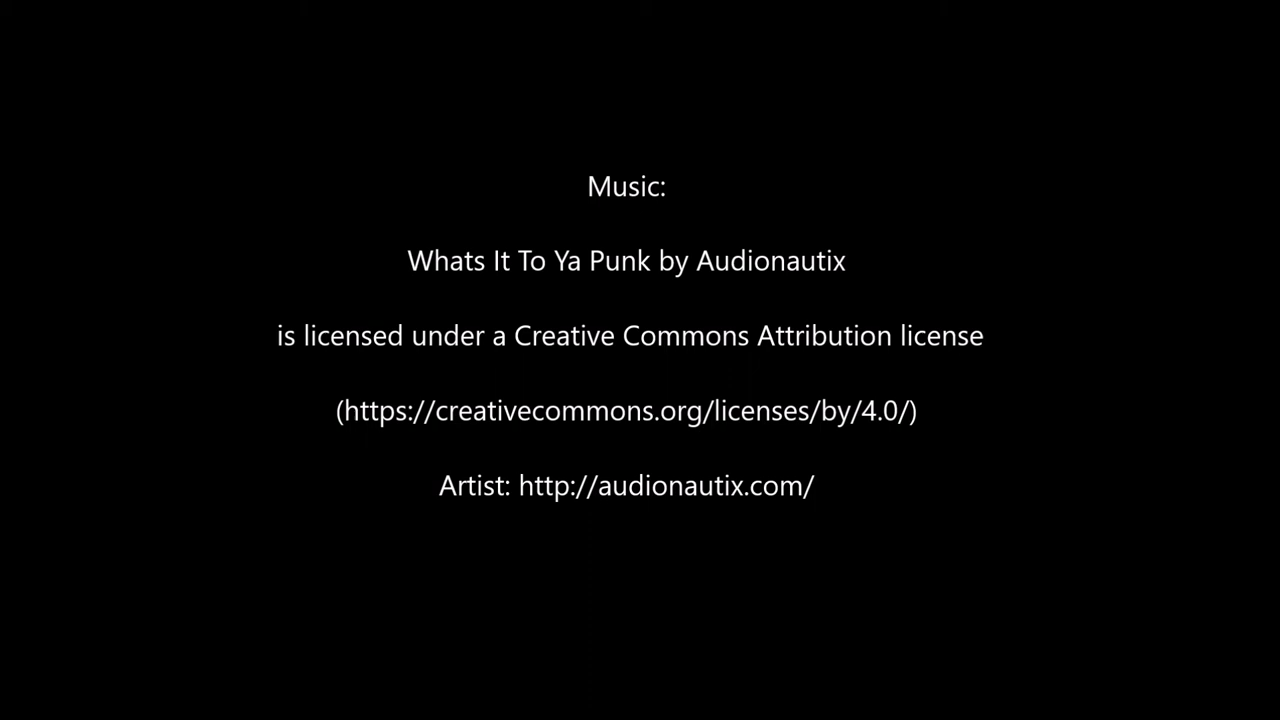 Music:
Whats It To Ya Punk by Audionautix
is licensed under a Creative Commons Attribution license
(https://creativecommons.org/licenses/by/4.0/)
Artist: http://audionautix.com/